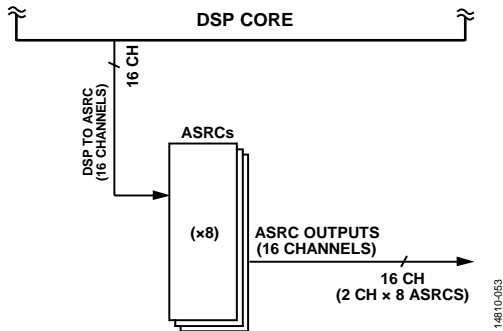 DSP CORE
16 CH
DSP TO ASRC
(16 CHANNELS)
ASRCs
(×8)
ASRC OUTPUTS
(16 CHANNELS)
16 CH
(2 CH × 8 ASRCS)
14810-053